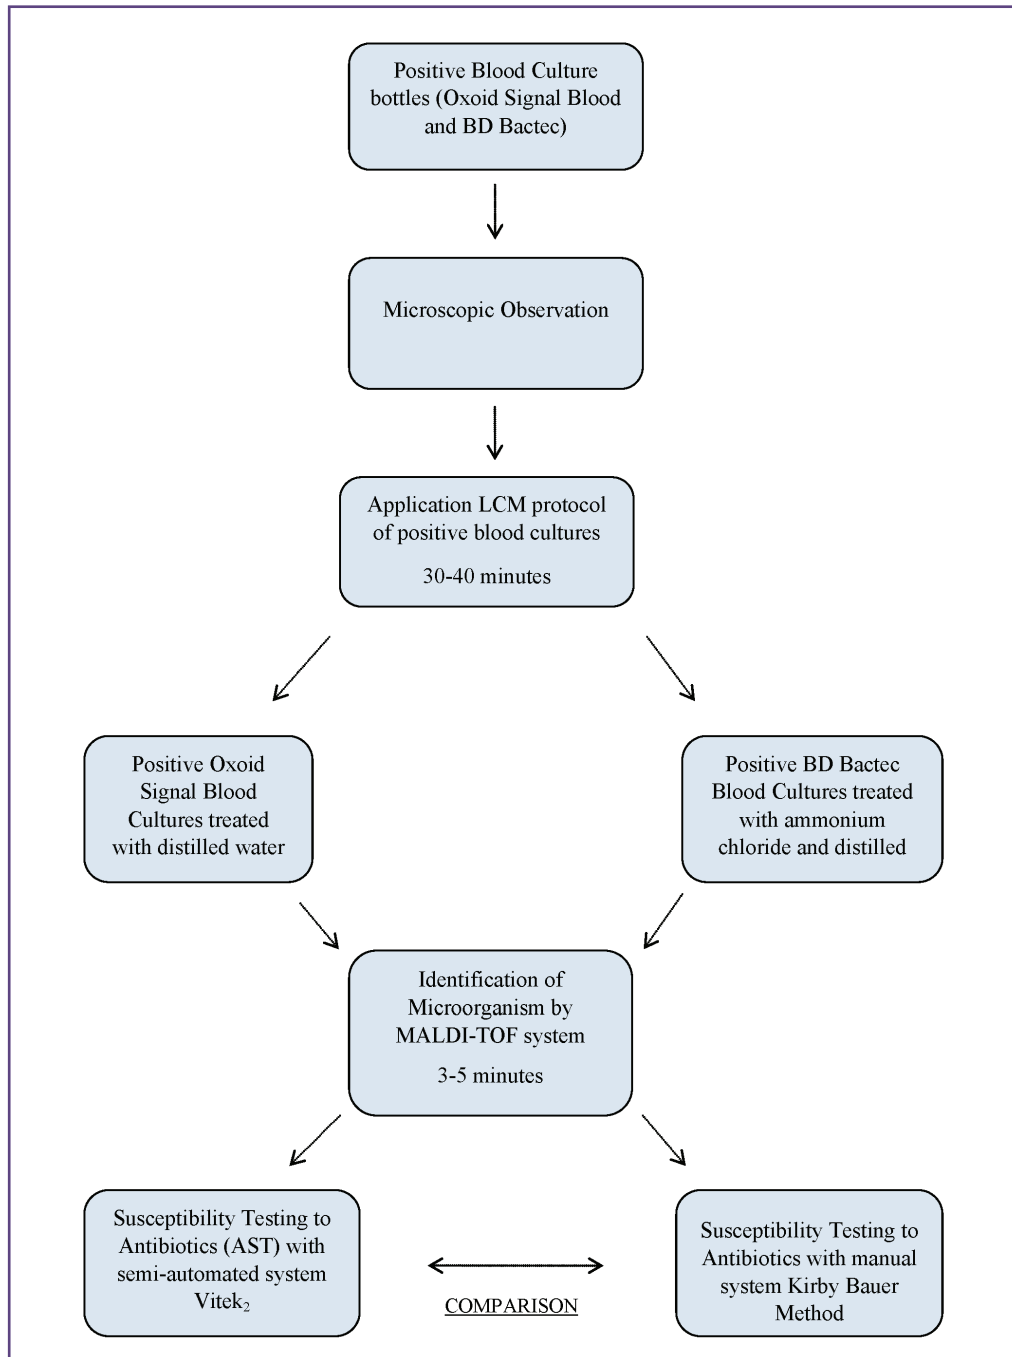 Positive Blood Culture
bottles (Oxoid Signal Blood
and BD Bactec)
Microscopic Observation
Application LCM protocol
of positive blood cultures
30-40 minutes
Positive Oxoid
Signal Blood
Cultures treated
with distilled water
Positive BD Bactec
Blood Cultures treated
with ammonium
chloride and distilled
Identification of
Microorganism by
MALDI-TOF system
3-5 minutes
Susceptibility Testing to
Antibiotics (AST) with
semi-automated system
Vitek₂
COMPARISON
Susceptibility Testing to
Antibiotics with manual
system Kirby Bauer
Method